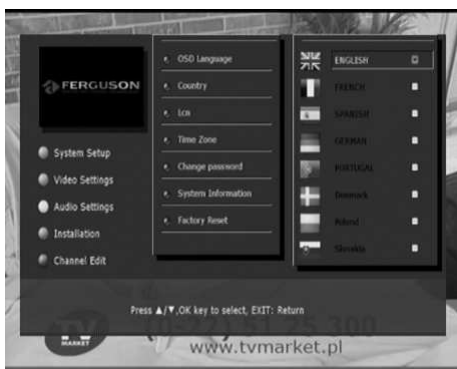 FERGUSON
System Setup
Video Settings
Audio Settings
Installation
Channel Edit
OSD Language
Country
Lcn
Time Zone
Change password
System Information
Factory Reset
ENGLISH
FRENCH
SPANISH
GERMAN
PORTUGAL
Denmark
Poland
Slovakia
Press ▲/▼,OK key to select, EXIT: Return
TV
MARKET
www.tvmarket.pl